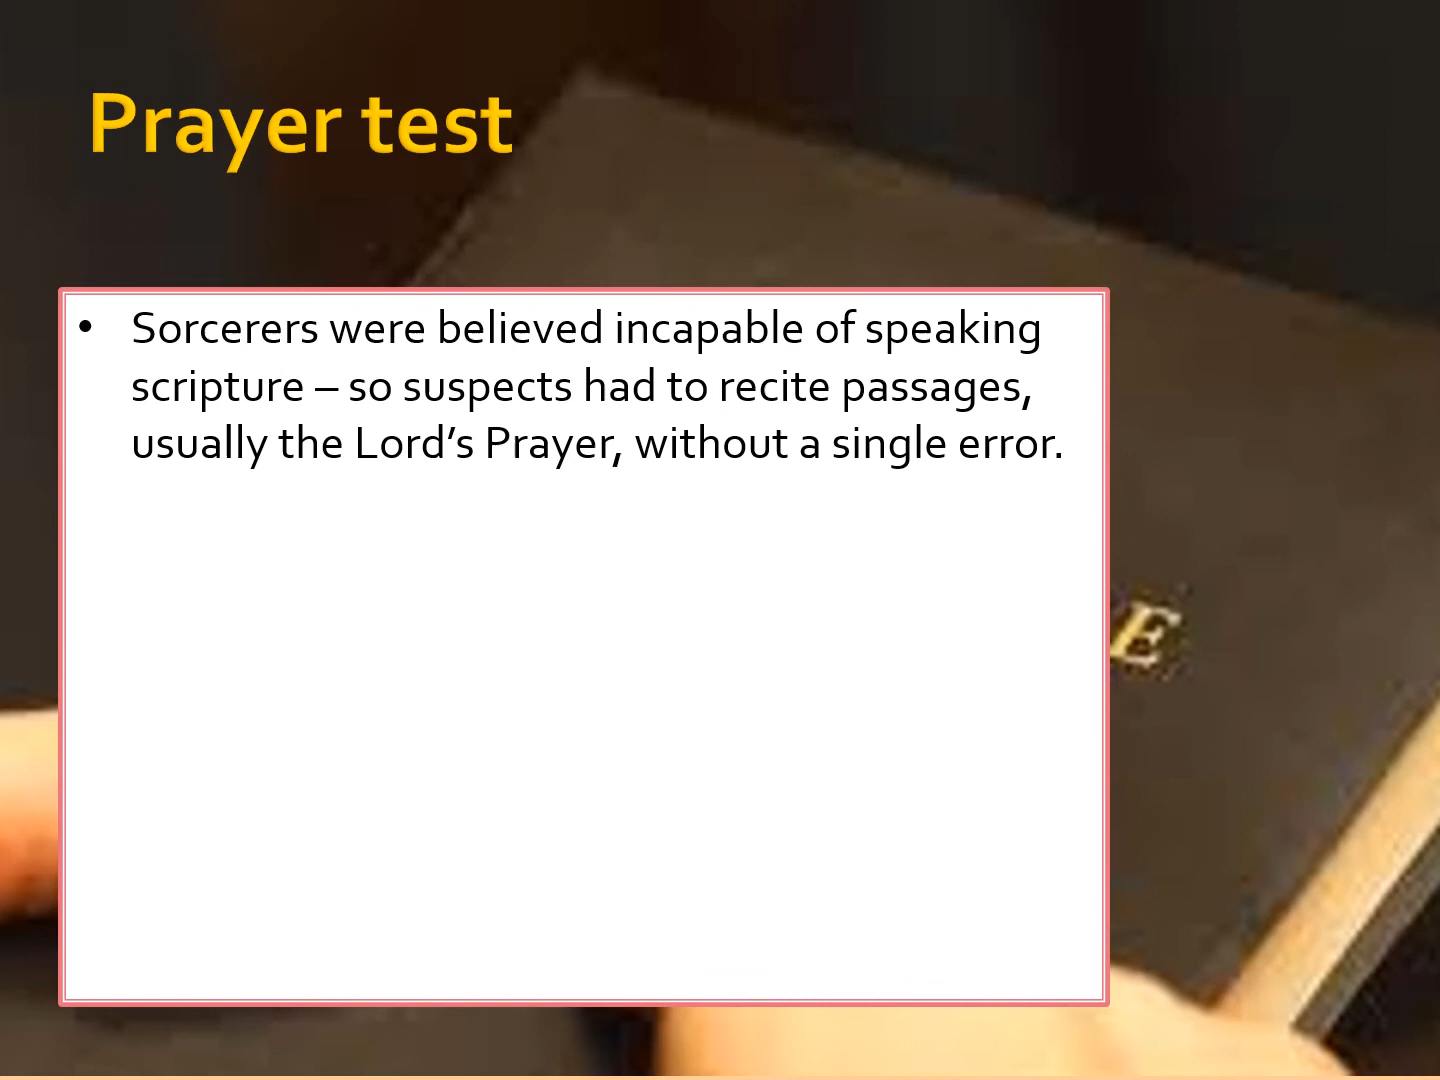 Prayer test
• Sorcerers were believed incapable of speaking
scripture – so suspects had to recite passages,
usually the Lord’s Prayer, without a single error.
E